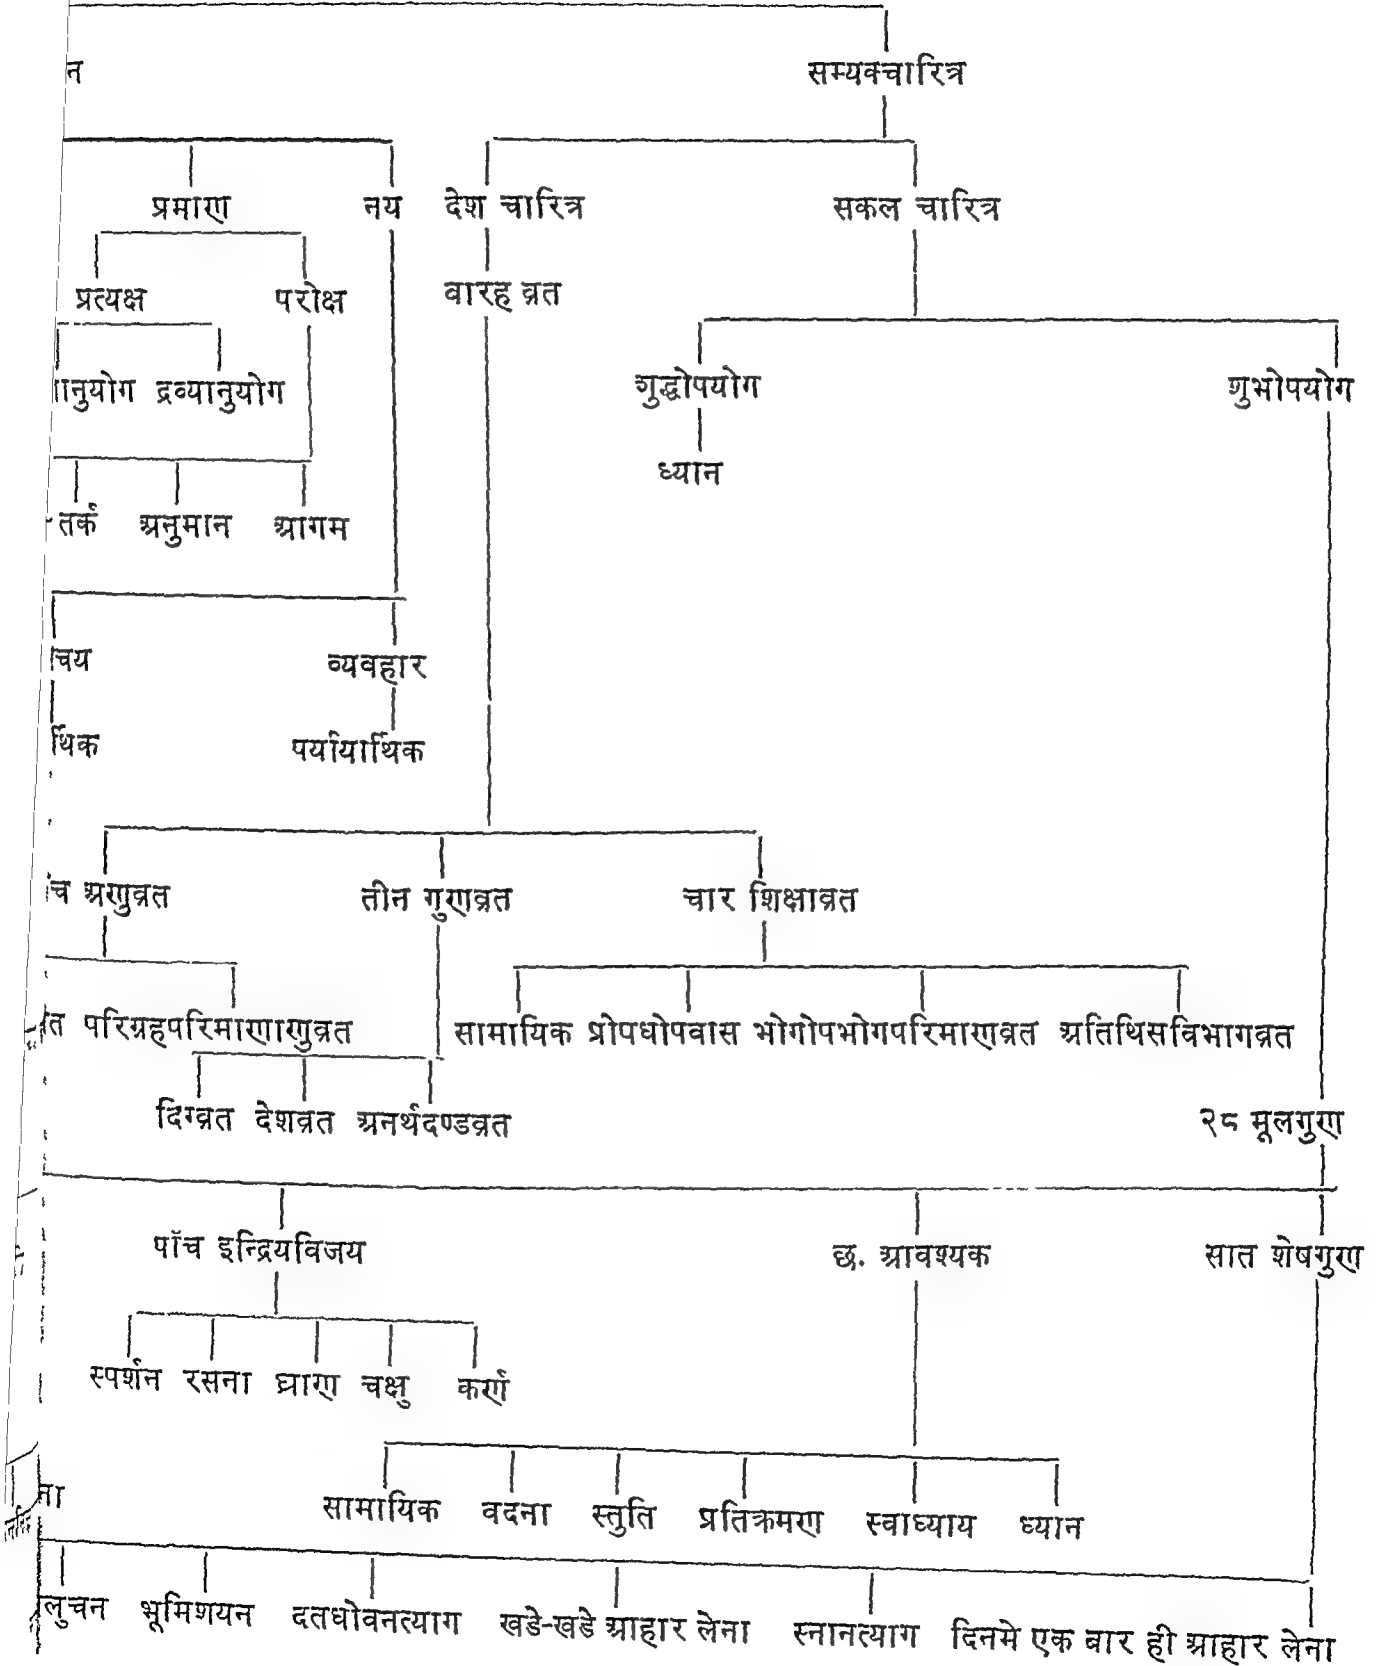 न सम्यक्चारित्र
प्रमाण नय देश चारित्र सकल चारित्र
प्रत्यक्ष परोक्ष वारह व्रत
ानुयोग द्रव्यानुयोग शुद्धोपयोग शुभोपयोग
ध्यान
तर्क अनुमान आगम
चय व्यवहार
र्थिक पर्यायार्थिक
च अणुव्रत तीन गुणव्रत चार शिक्षाव्रत
त परिग्रहपरिमाणाणुव्रत सामायिक प्रोपधोपवास भोगोपभोगपरिमाणव्रत अतिथिसविभागव्रत
दिग्व्रत देशव्रत अनर्थदण्डव्रत २८ मूलगुण
पाँच इन्द्रियविजय छ. आवश्यक सात शेषगुण
स्पर्शन रसना घ्राण चक्षु कर्ण
ना सामायिक वदना स्तुति प्रतिक्रमण स्वाध्याय ध्यान
लुचन भूमिशयन दतधोवनत्याग खडे-खडे आहार लेना स्नानत्याग दिनमे एक वार ही आहार लेना